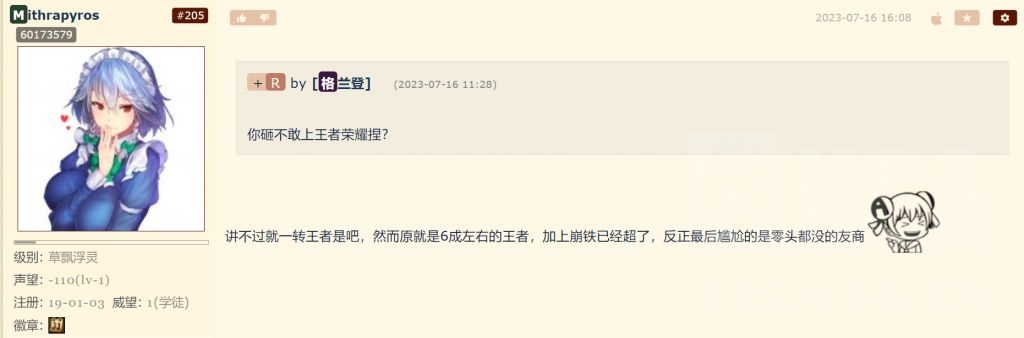 Mithrapyros
#205
60173579
2023-07-16 16:08
+ R by [格兰登] (2023-07-16 11:28)
你砸不敢上王者荣耀捏?
讲不过就一转王者是吧，然而原就是6成左右的王者，加上崩铁已经超了，反正最后尴尬的是零头都没的友商
级别: 草飘浮灵
声望: -110(lv-1)
注册: 19-01-03 威望: 1(学徒)
徽章: